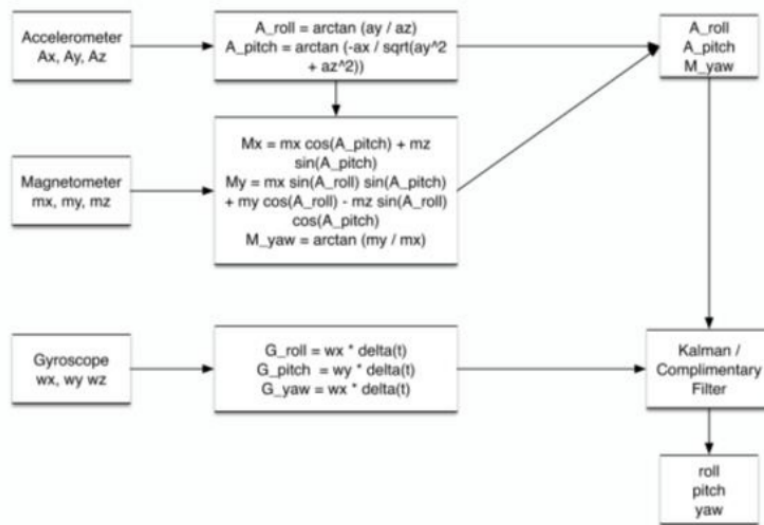 Accelerometer
Ax, Ay, Az
A_roll = arctan (ay / az)
A_pitch = arctan (-ax / sqrt(ay^2
+ az^2))
A_roll
A_pitch
M_yaw
Magnetometer
mx, my, mz
Mx = mx cos(A_pitch) + mz
sin(A_pitch)
My = mx sin(A_roll) sin(A_pitch)
+ my cos(A_roll) - mz sin(A_roll)
cos(A_pitch)
M_yaw = arctan (my / mx)
Gyroscope
wx, wy wz
G_roll = wx * delta(t)
G_pitch = wy * delta(t)
G_yaw = wx * delta(t)
Kalman /
Complimentary
Filter
roll
pitch
yaw